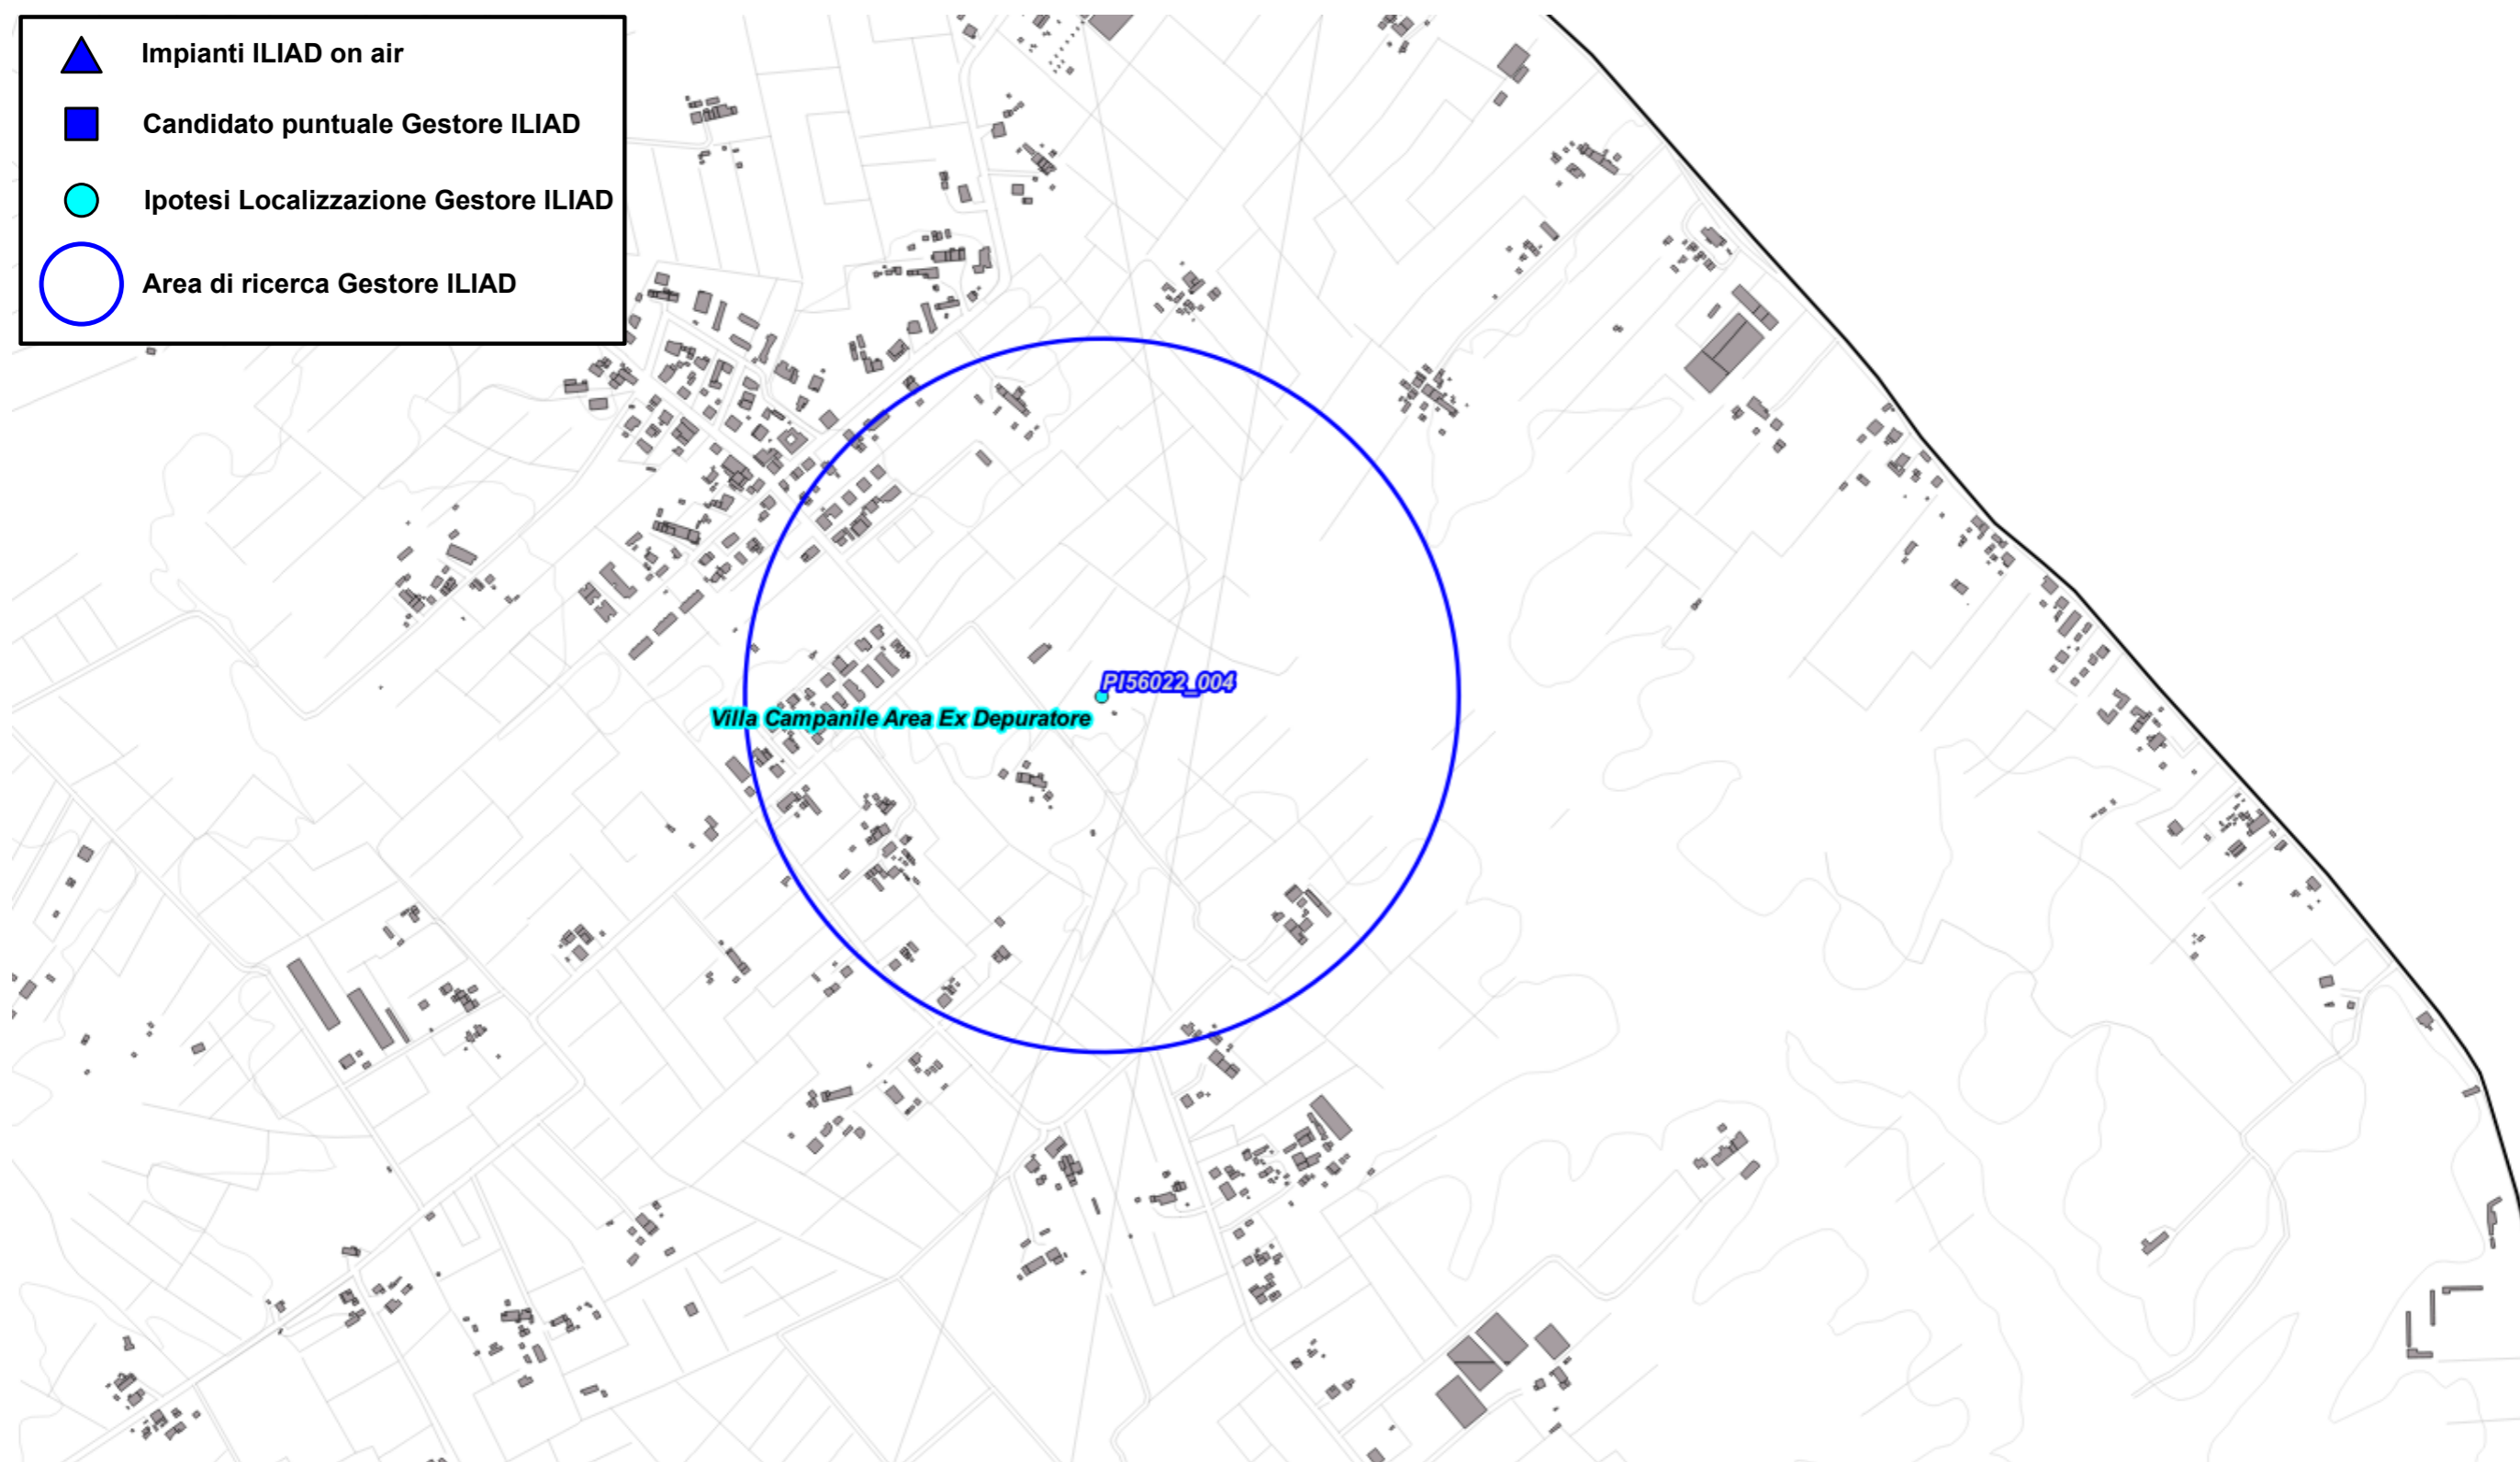 Impianti ILIAD on air
Candidato puntuale Gestore ILIAD
Ipotesi Localizzazione Gestore ILIAD
Area di ricerca Gestore ILIAD
PI56022_004
Villa Campanile Area Ex Depuratore